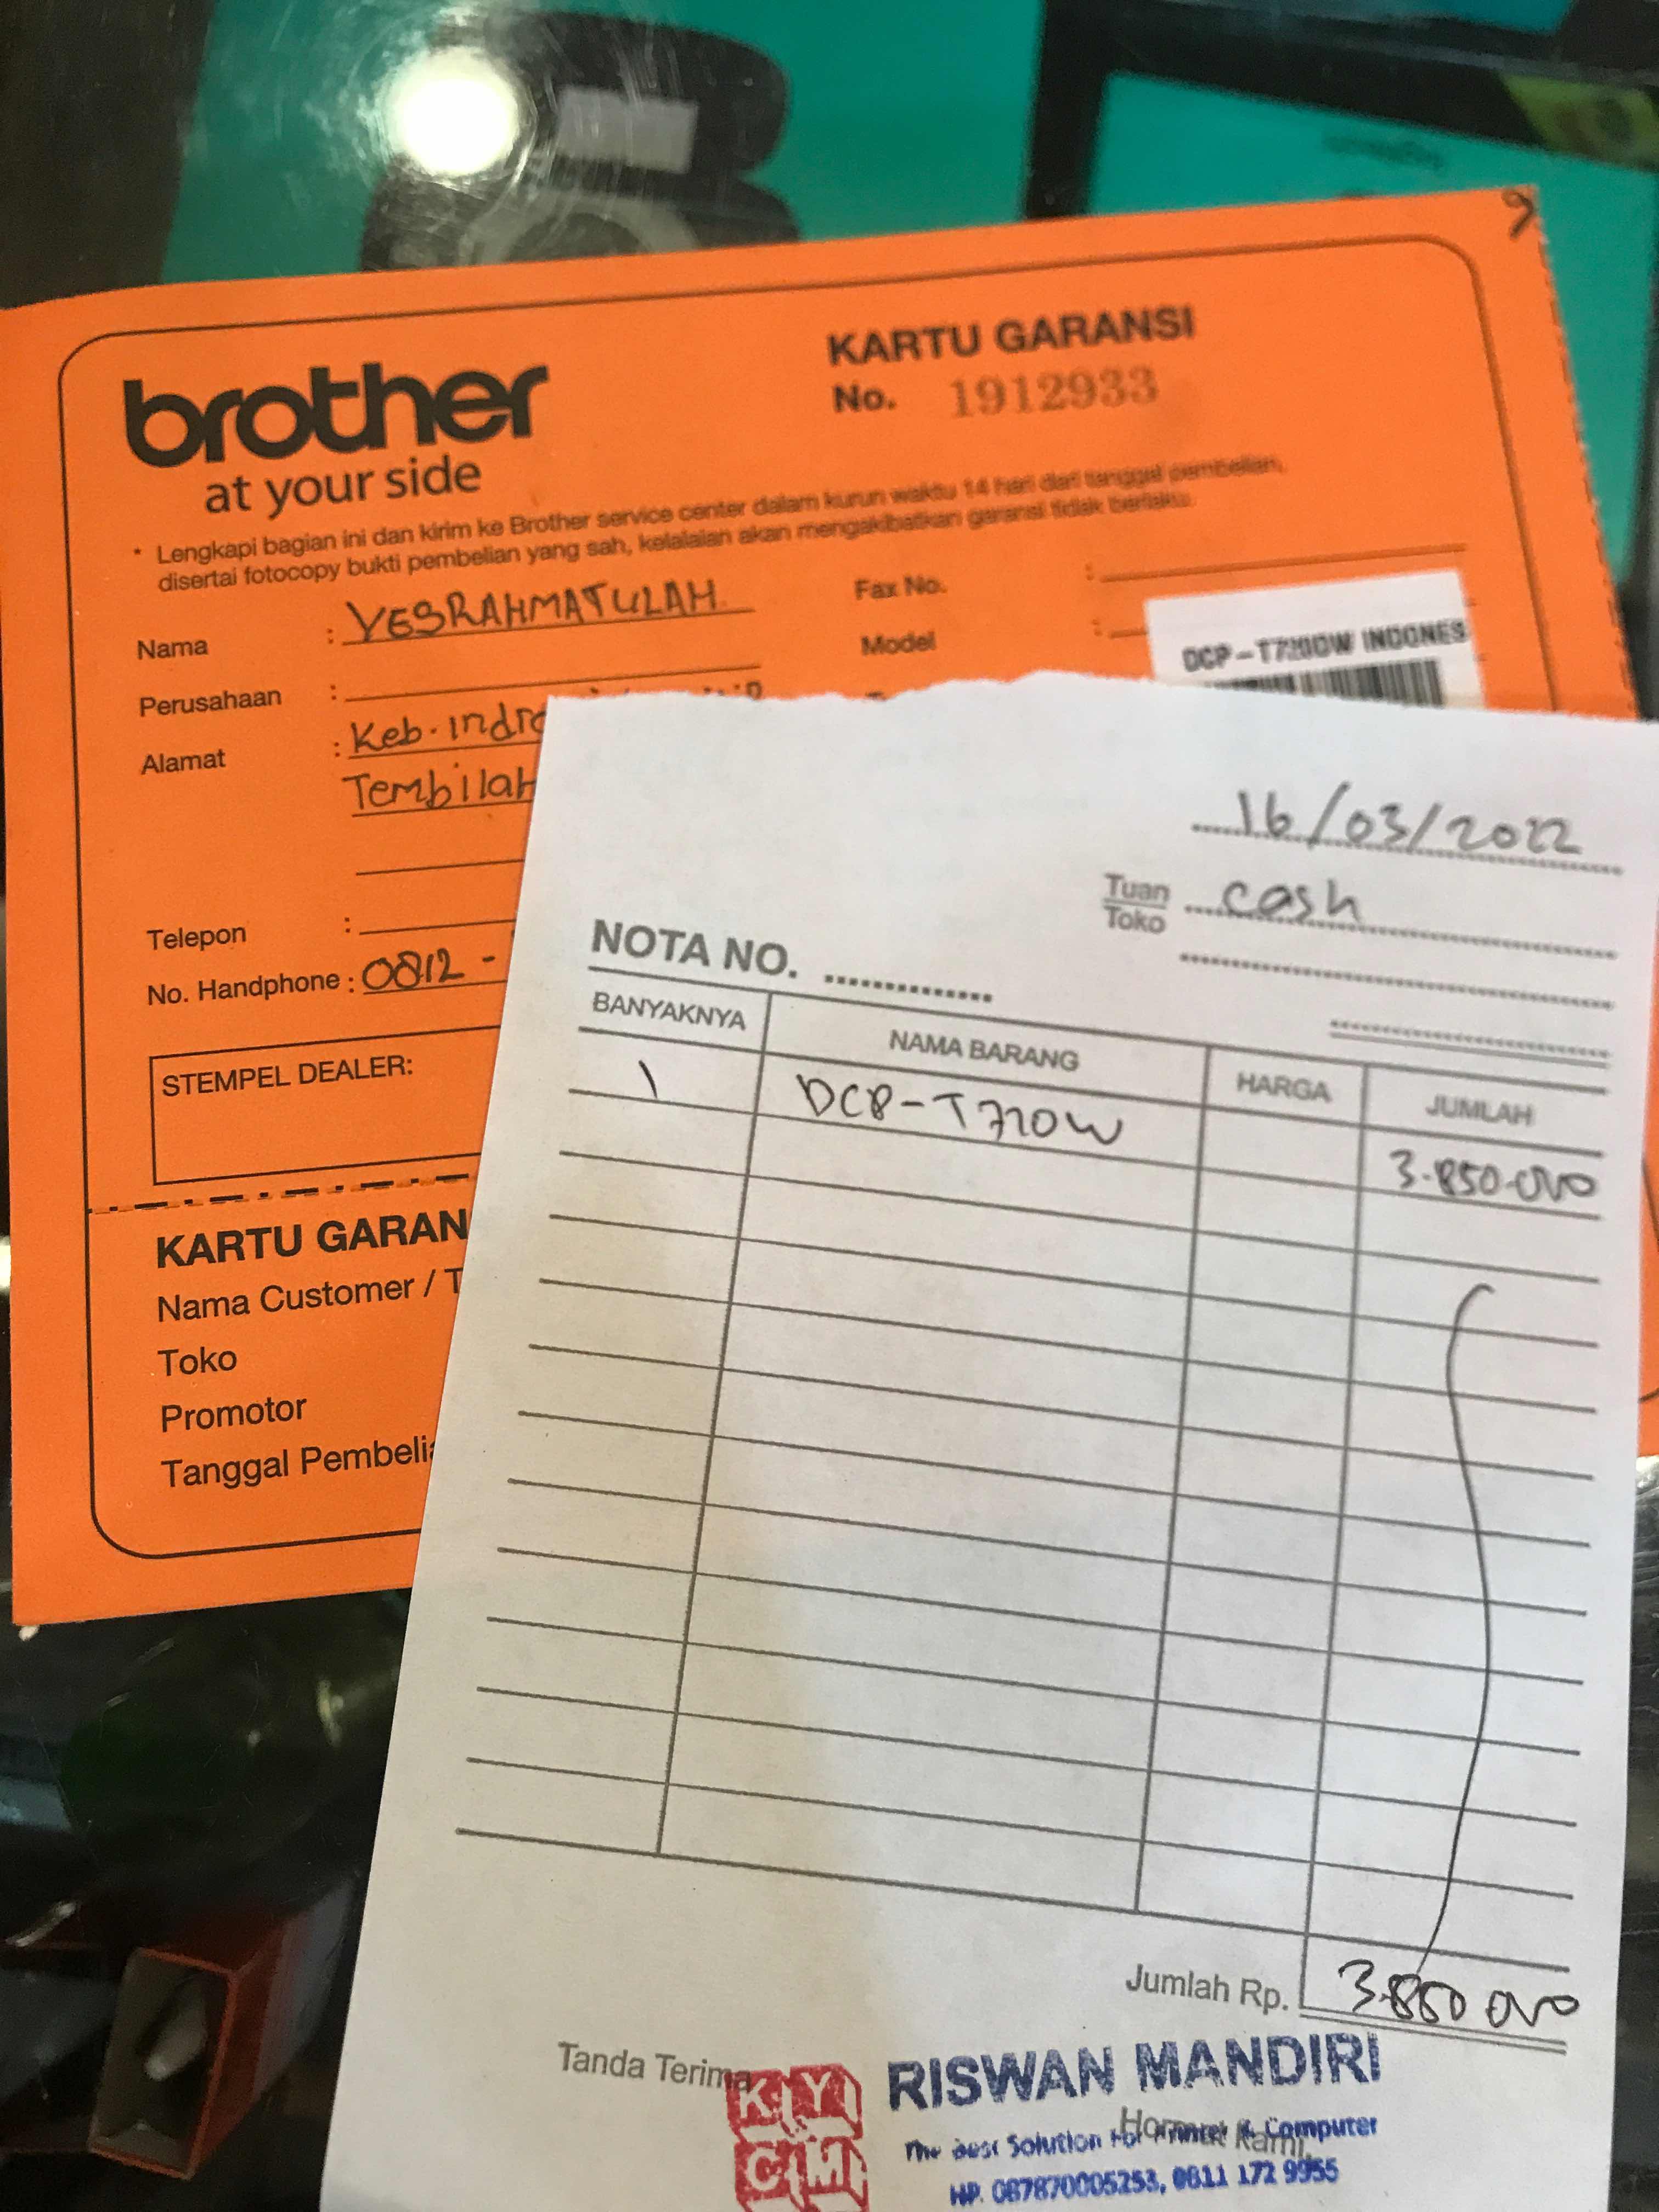 brother
at your side
KARTU GARANSI
No. 1912933
* Lengkapi bagian ini dan kirim ke Brother service center dalam kurun waktu 14 hari dari tanggal pembelian,
disertai fotocopy bukti pembelian yang sah, kelalaian akan mengakibatkan garansi tidak berlaku.
Nama : YESRAHMATULAH
Perusahaan :
Alamat : Keb. Indra
Tembilah
Telepon :
No. Handphone : 0812 -
Fax No. :
Model :
DCP-T720DW INDONES
STEMPEL DEALER:
KARTU GARAN
Nama Customer / T
Toko
Promotor
Tanggal Pembelia
16/03/2022
Tuan
Toko
cash
NOTA NO.
BANYAKNYA NAMA BARANG HARGA JUMLAH
1 DCP-T720W 3.850.000
Jumlah Rp. 3.850 000
Tanda Terima
Hormat Kami,
KYCM
RISWAN MANDIRI
The Best Solution For Printer & Computer
HP. 087870005253, 0811 172 9955